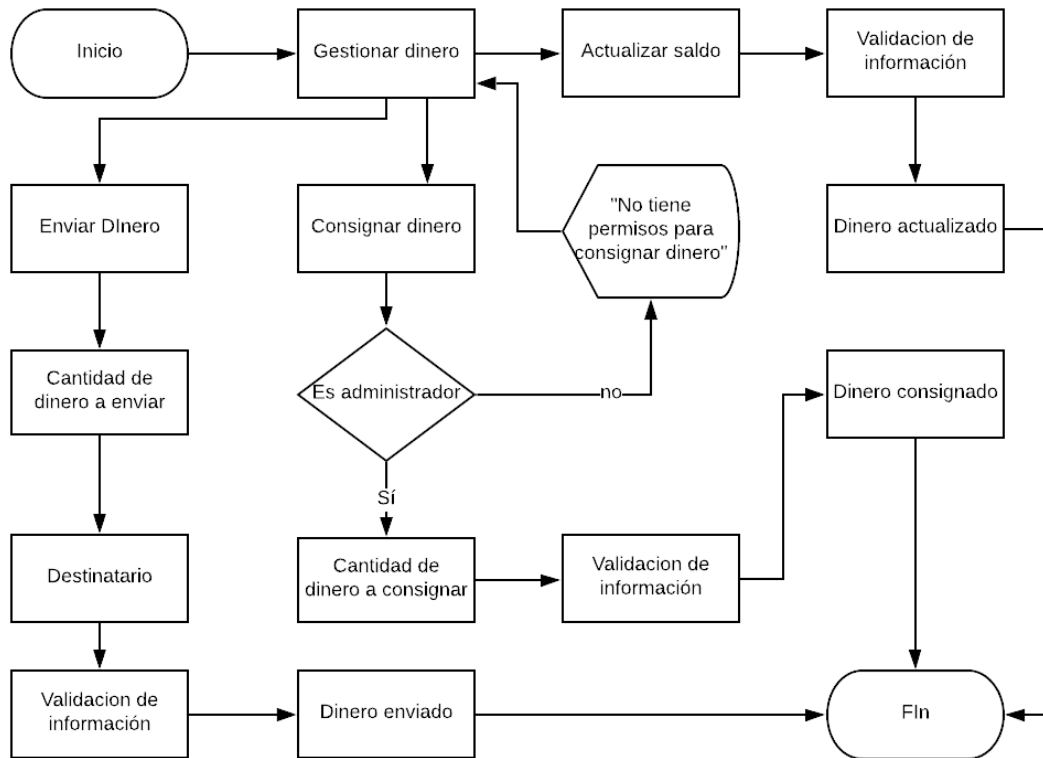 Inicio
Gestionar dinero
Actualizar saldo
Validacion de
información
Enviar DInero
Consignar dinero
"No tiene
permisos para
consignar dinero"
Dinero actualizado
Cantidad de
dinero a enviar
Es administrador
no
Dinero consignado
Sí
Destinatario
Cantidad de
dinero a consignar
Validacion de
información
Validacion de
información
Dinero enviado
FIn